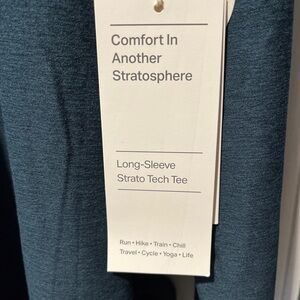 Comfort In
Another
Stratosphere
Long-Sleeve
Strato Tech Tee
Run • Hike • Train • Chill
Travel • Cycle • Yoga • Life